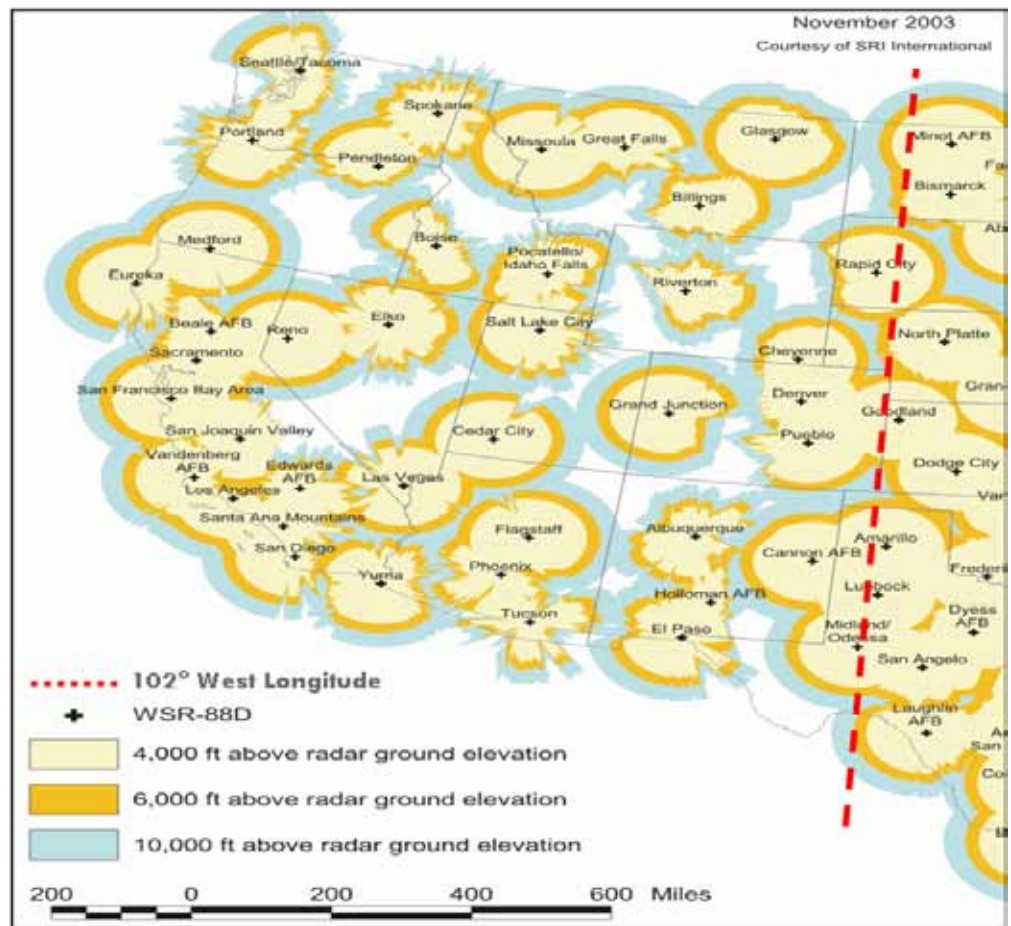 November 2003
Courtesy of SRI International
Seattle/Tacoma
Spokane
Portland
Pendleton
Missoula
Great Falls
Glasgow
Minot AFB
Bismarck
Billings
Medford
Boise
Pocatello/
Idaho Falls
Rapid City
Eureka
Riverton
Beale AFB
Reno
Elko
Salt Lake City
North Platte
Sacramento
Cheyenne
San Francisco Bay Area
Grand Junction
Denver
Goodland
San Joaquin Valley
Cedar City
Pueblo
Vandenberg
AFB
Edwards
AFB
Las Vegas
Dodge City
Los Angeles
Santa Ana Mountains
Flagstaff
Albuquerque
Amarillo
San Diego
Cannon AFB
Phoenix
Yuma
Holloman AFB
Lubbock
Tucson
El Paso
Midland/
Odessa
Dyess
AFB
San Angelo
Laughlin
AFB
San
102° West Longitude
WSR-88D
4,000 ft above radar ground elevation
6,000 ft above radar ground elevation
10,000 ft above radar ground elevation
200 0 200 400 600 Miles